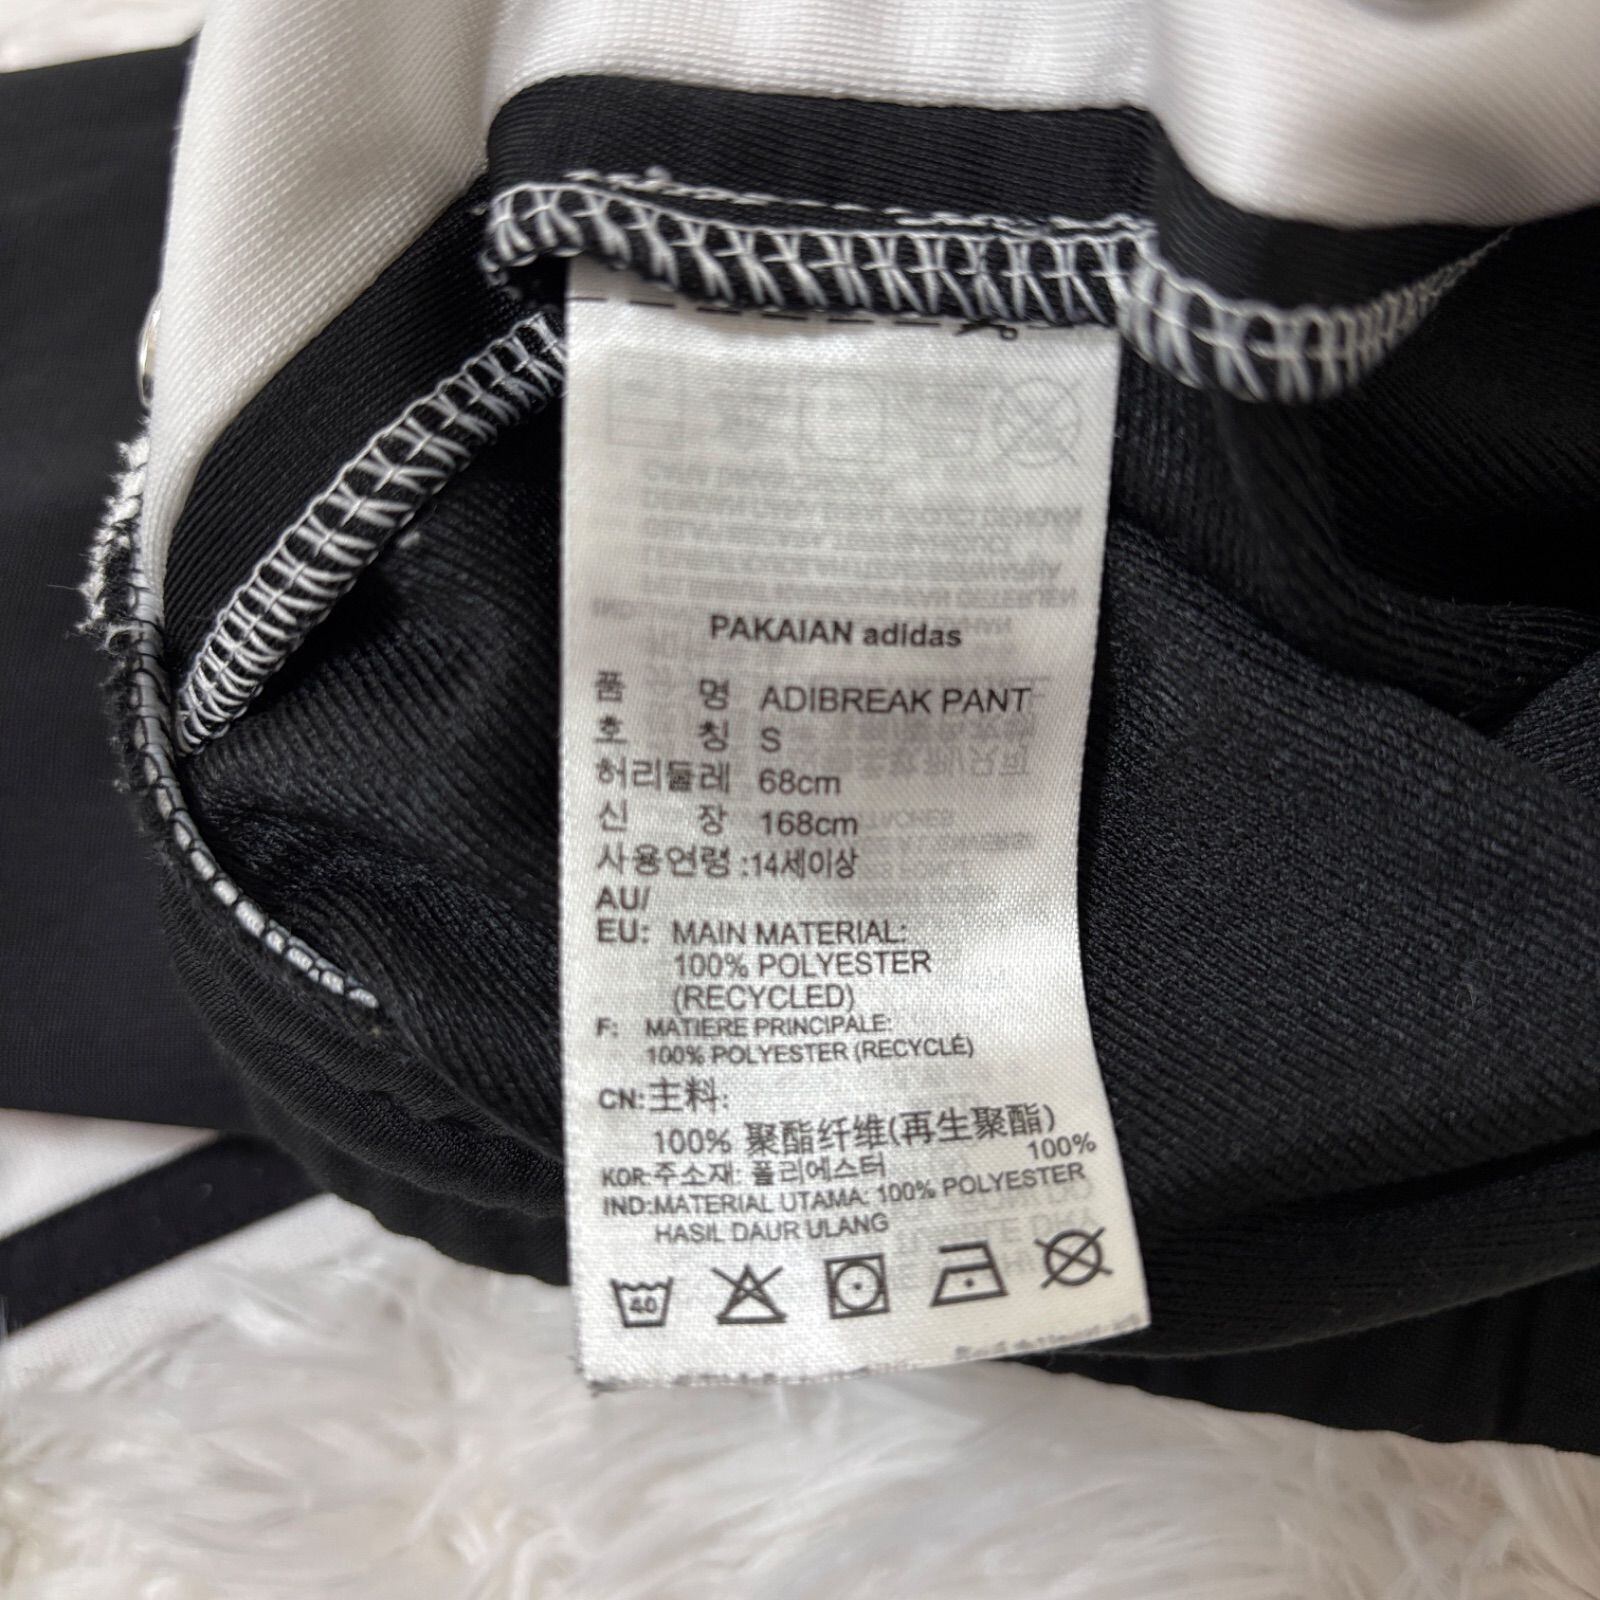 PAKAIAN adidas
품 명 ADIBREAK PANT
호 칭 S
허리둘레 68cm
신 장 168cm
사용연령 :14세이상
AU/
EU: MAIN MATERIAL:
100% POLYESTER
(RECYCLED)
F: MATIERE PRINCIPALE:
100% POLYESTER (RECYCLÉ)
CN:主料:
100% 聚酯纤维(再生聚酯)
KOR:주소재: 폴리에스터 100%
IND:MATERIAL UTAMA: 100% POLYESTER
HASIL DAUR ULANG
40